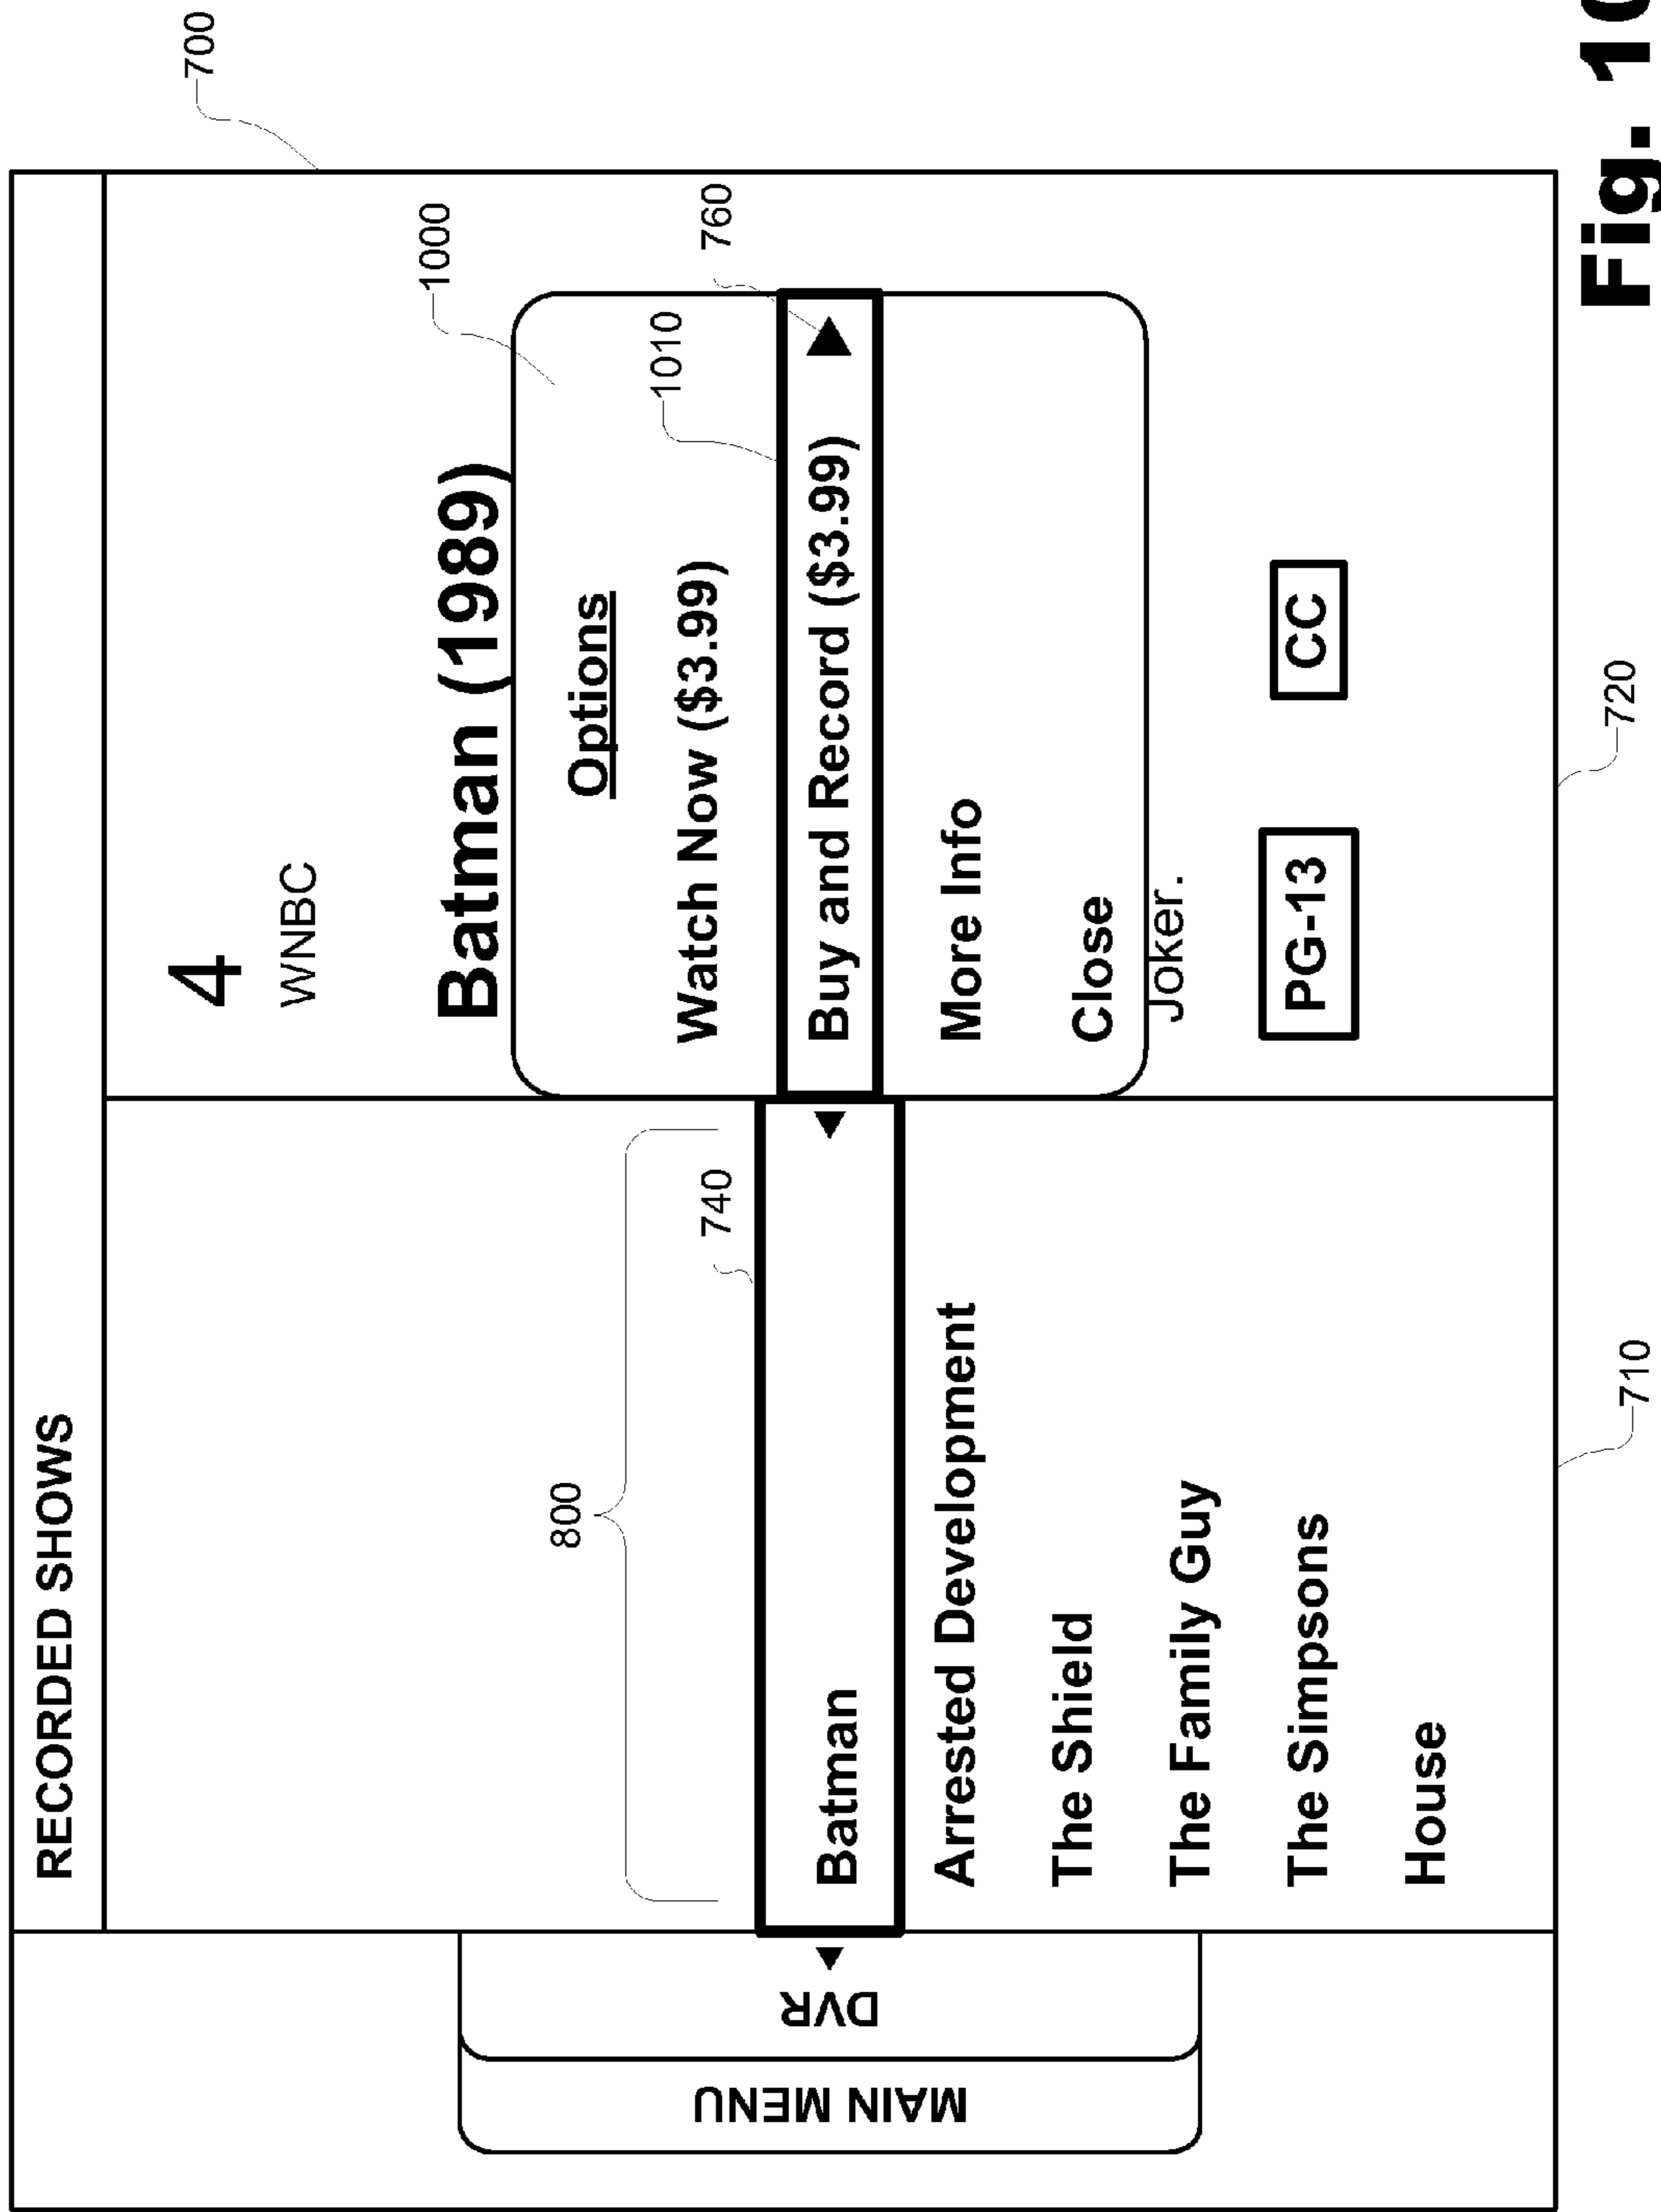 RECORDED SHOWS
700
MAIN MENU
DVR
800
740
Batman
Arrested Development
The Shield
The Family Guy
The Simpsons
House
4
WNBC
Batman (1989)
1000
Options
1010
Watch Now ($3.99)
760
Buy and Record ($3.99)
More Info
Close
Joker.
PG-13
CC
710
720
Fig. 10